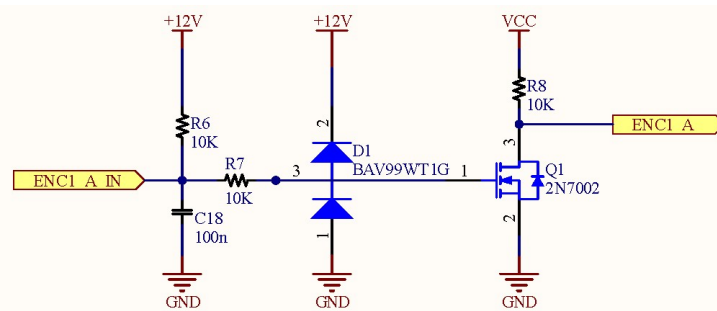 +12V
+12V
VCC
R6
10K
R8
10K
ENC1_A
2
D1
BAV99WT1G
3
R7
10K
3
1
Q1
2N7002
ENC1_A_IN
C18
100n
1
2
GND
GND
GND